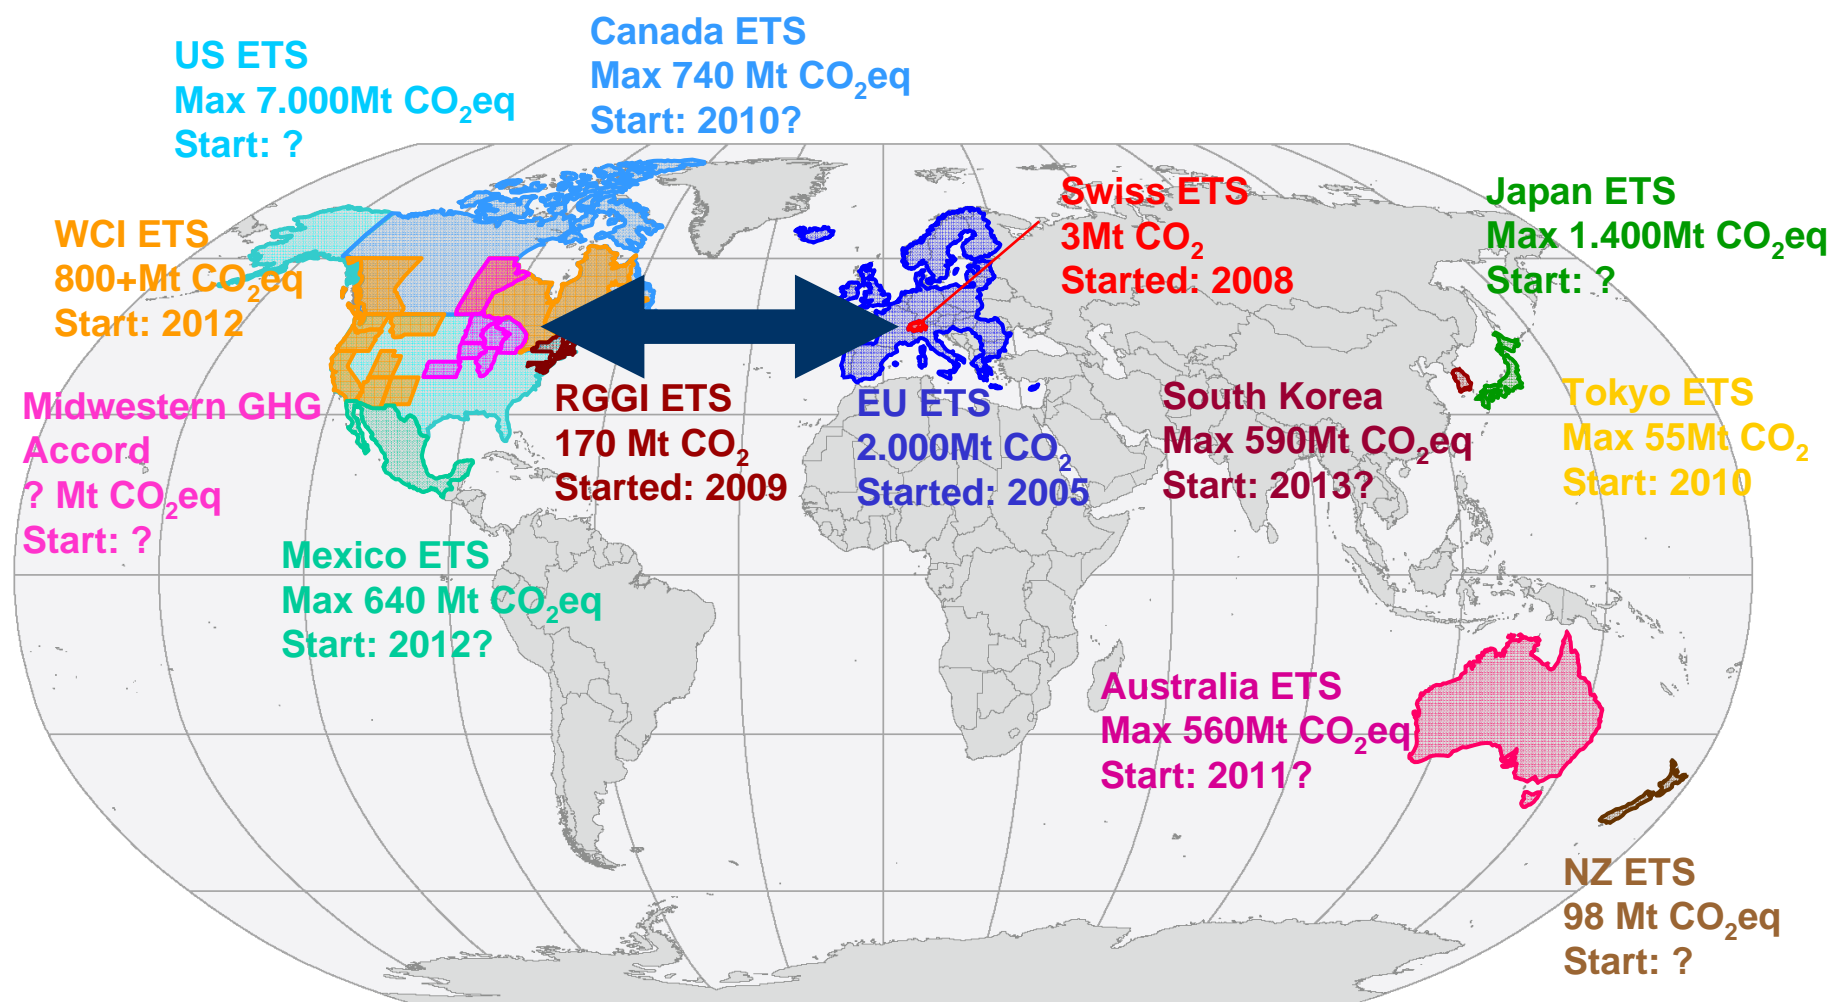 US ETS
Max 7.000Mt CO₂eq
Start: ?
Canada ETS
Max 740 Mt CO₂eq
Start: 2010?
WCI ETS
800+Mt CO₂eq
Start: 2012
Swiss ETS
3Mt CO₂
Started: 2008
Japan ETS
Max 1.400Mt CO₂eq
Start: ?
Midwestern GHG
Accord
? Mt CO₂eq
Start: ?
RGGI ETS
170 Mt CO₂
Started: 2009
EU ETS
2.000Mt CO₂
Started: 2005
South Korea
Max 590Mt CO₂eq
Start: 2013?
Tokyo ETS
Max 55Mt CO₂
Start: 2010
Mexico ETS
Max 640 Mt CO₂eq
Start: 2012?
Australia ETS
Max 560Mt CO₂eq
Start: 2011?
NZ ETS
98 Mt CO₂eq
Start: ?